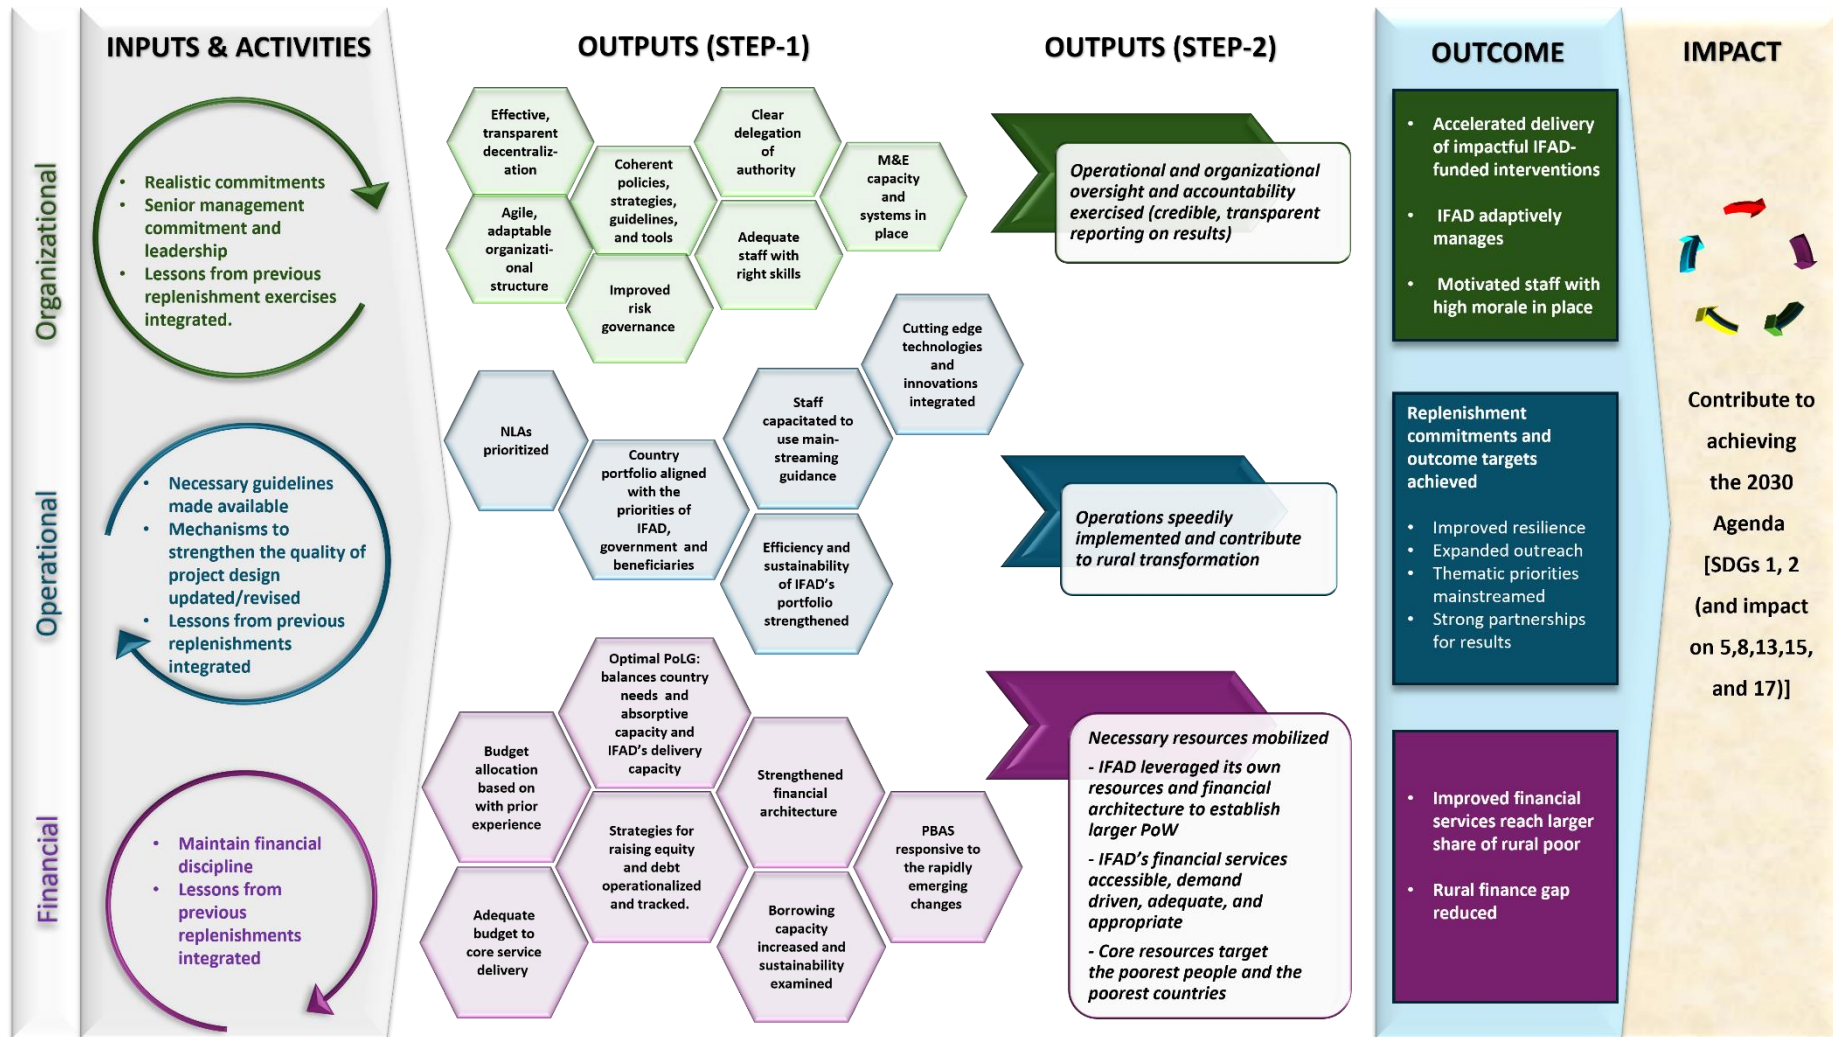 INPUTS & ACTIVITIES
OUTPUTS (STEP-1)
OUTPUTS (STEP-2)
OUTCOME
IMPACT
Organizational
• Realistic commitments
• Senior management
commitment and
leadership
• Lessons from previous
replenishment exercises
integrated.
Effective,
transparent
decentraliz-
ation
Agile,
adaptable
organizati-
onal
structure
Coherent
policies,
strategies,
guidelines,
and tools
Improved
risk
governance
Clear
delegation
of
authority
Adequate
staff with
right skills
M&E
capacity
and
systems in
place
Operational and organizational
oversight and accountability
exercised (credible, transparent
reporting on results)
• Accelerated delivery
of impactful IFAD-
funded interventions
• IFAD adaptively
manages
• Motivated staff with
high morale in place
Operational
• Necessary guidelines
made available
• Mechanisms to
strengthen the quality of
project design
updated/revised
• Lessons from previous
replenishments
integrated
NLAs
prioritized
Country
portfolio aligned
with the
priorities of
IFAD,
government and
beneficiaries
Staff
capacitated to
use main-
streaming
guidance
Efficiency and
sustainability
of IFAD's
portfolio
strengthened
Cutting edge
technologies
and
innovations
integrated
Operations speedily
implemented and contribute
to rural transformation
Replenishment
commitments and
outcome targets
achieved
• Improved resilience
• Expanded outreach
• Thematic priorities
mainstreamed
• Strong partnerships
for results
Financial
• Maintain financial
discipline
• Lessons from
previous
replenishments
integrated
Budget
allocation
based on
with prior
experience
Adequate
budget to
core service
delivery
Optimal PoLG:
balances country
needs and
absorptive
capacity and
IFAD's delivery
capacity
Strategies for
raising equity
and debt
operationalized
and tracked.
Strengthened
financial
architecture
Borrowing
capacity
increased and
sustainability
examined
PBAS
responsive to
the rapidly
emerging
changes
Necessary resources mobilized
- IFAD leveraged its own
resources and financial
architecture to establish
larger PoW
- IFAD's financial services
accessible, demand
driven, adequate, and
appropriate
- Core resources target
the poorest people and the
poorest countries
• Improved financial
services reach larger
share of rural poor
• Rural finance gap
reduced
Contribute to
achieving
the 2030
Agenda
[SDGs 1, 2
(and impact
on 5,8,13,15,
and 17)]